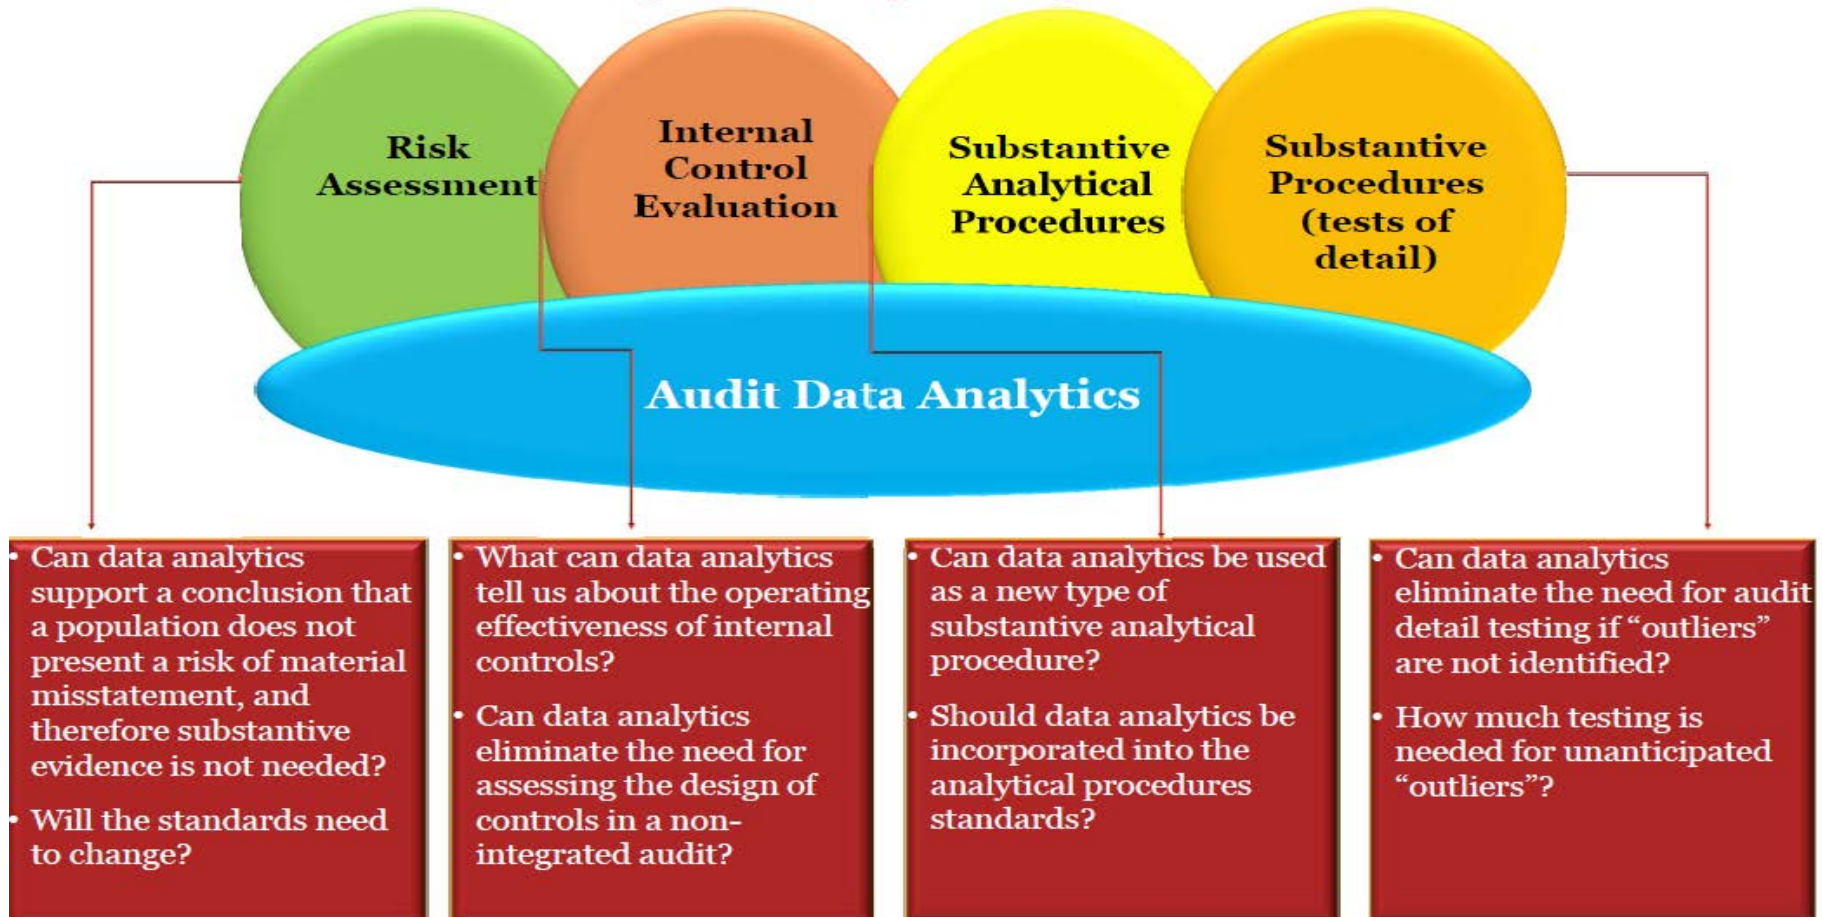 Risk
Assessment
Internal
Control
Evaluation
Substantive
Analytical
Procedures
Substantive
Procedures
(tests of
detail)
Audit Data Analytics
• Can data analytics
support a conclusion that
a population does not
present a risk of material
misstatement, and
therefore substantive
evidence is not needed?
• Will the standards need
to change?
• What can data analytics
tell us about the operating
effectiveness of internal
controls?
• Can data analytics
eliminate the need for
assessing the design of
controls in a non-
integrated audit?
• Can data analytics be used
as a new type of
substantive analytical
procedure?
• Should data analytics be
incorporated into the
analytical procedures
standards?
• Can data analytics
eliminate the need for audit
detail testing if “outliers”
are not identified?
• How much testing is
needed for unanticipated
“outliers”?